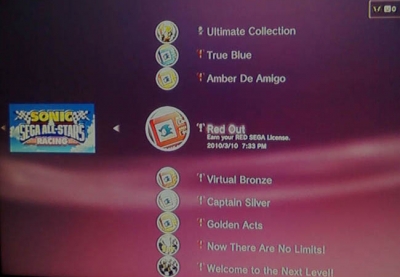 0
Ultimate Collection
True Blue
Amber De Amigo
SONIC
SEGA ALL-STARS
RACING
Red Out
Earn your RED SEGA License.
2010/3/10 7:33 PM
Virtual Bronze
Captain Silver
Golden Acts
Now There Are No Limits!
Welcome to the Next Level!